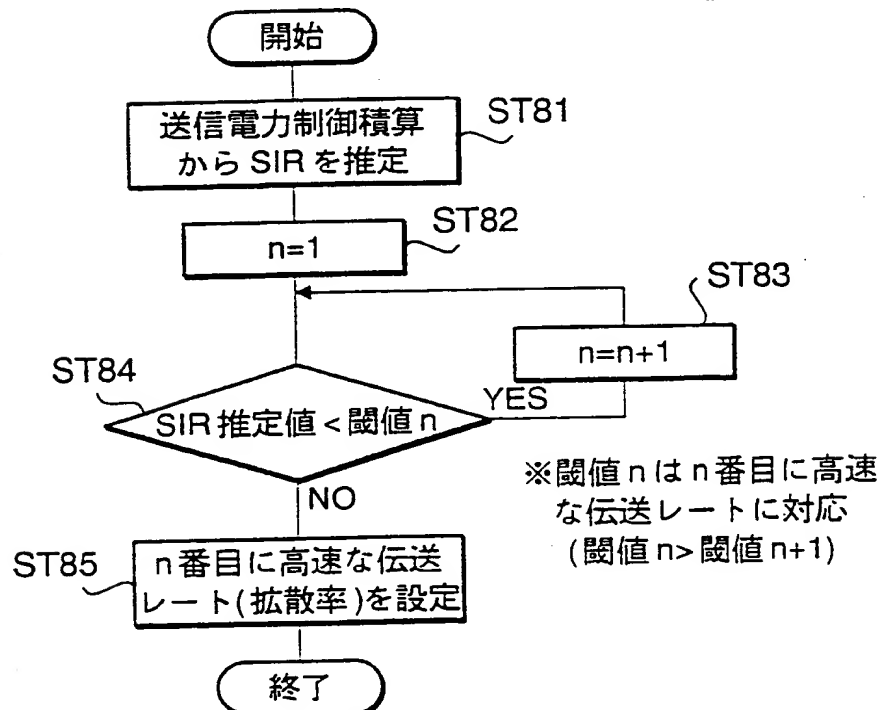 開始
送信電力制御積算
からSIRを推定
ST81
n=1
ST82
ST83
n=n+1
ST84
SIR推定値<閾値n
YES
NO
※閾値nはn番目に高速
な伝送レートに対応
(閾値n>閾値n+1)
ST85
n番目に高速な伝送
レート(拡散率)を設定
終了